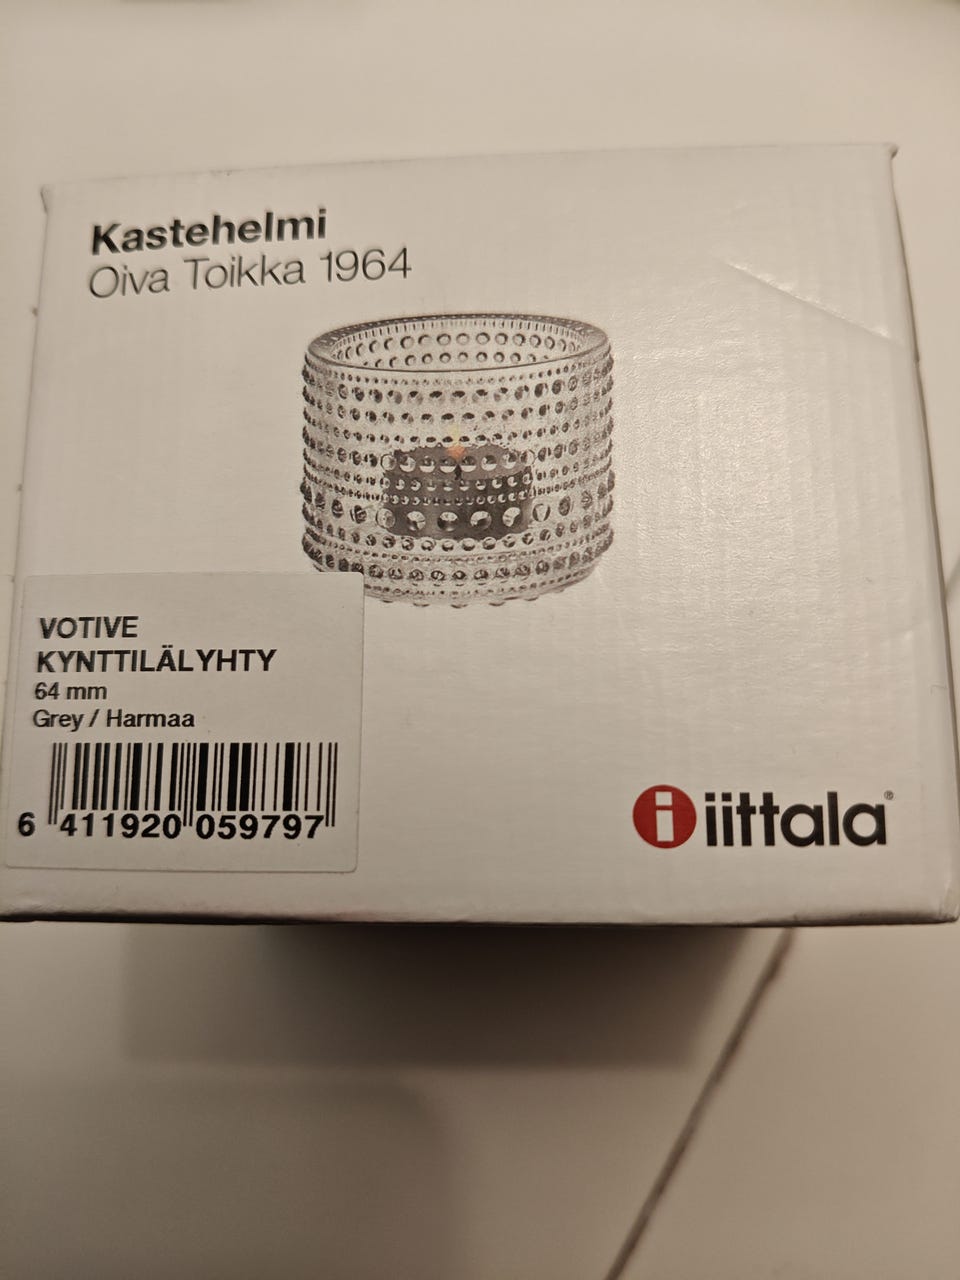 Kastehelmi
Oiva Toikka 1964
VOTIVE
KYNTTILÄLYHTY
64 mm
Grey / Harmaa
6 411920 059797
i iittala®